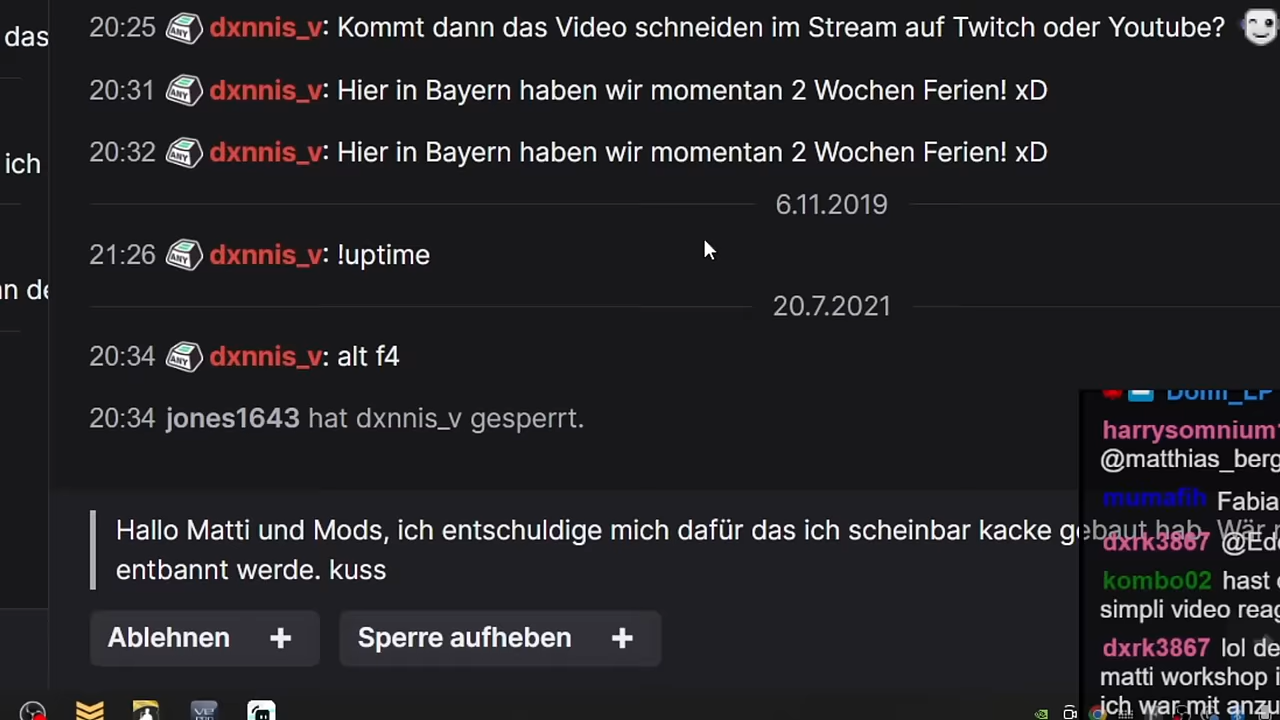 das
20:25 dxnnis_v: Kommt dann das Video schneiden im Stream auf Twitch oder Youtube?
20:31 dxnnis_v: Hier in Bayern haben wir momentan 2 Wochen Ferien! xD
20:32 dxnnis_v: Hier in Bayern haben wir momentan 2 Wochen Ferien! xD
ich
6.11.2019
21:26 dxnnis_v: !uptime
20.7.2021
20:34 dxnnis_v: alt f4
20:34 jones1643 hat dxnnis_v gesperrt.
Hallo Matti und Mods, ich entschuldige mich dafür das ich scheinbar kacke gebaut hab. Wär
entbannt werde. kuss
Ablehnen +
Sperre aufheben +
Domi_LP
harrysomnium
@matthias_berg
mumafih Fabia
dxrk3867 @Ed
kombo02 hast
simpli video reag
dxrk3867 lol de
matti workshop i
ich war mit anzu